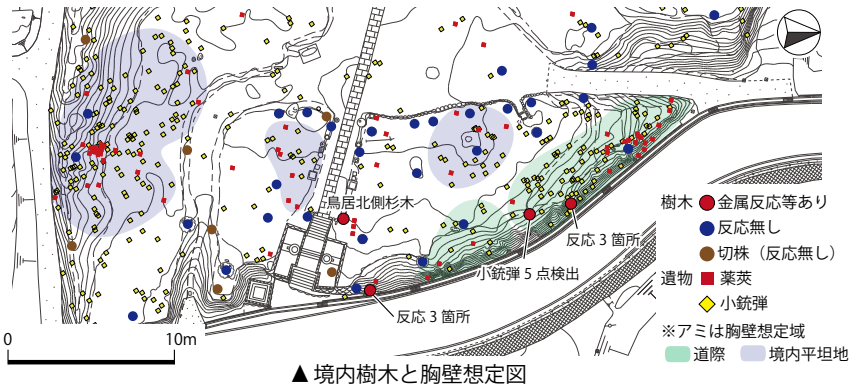 鳥居北側杉木
反応 3 箇所
小銃弾 5 点検出
反応 3 箇所
樹木 金属反応等あり
反応無し
切株（反応無し）
遺物 薬莢
小銃弾
※アミは胸壁想定域
道際 境内平坦地
0 10m
▲境内樹木と胸壁想定図